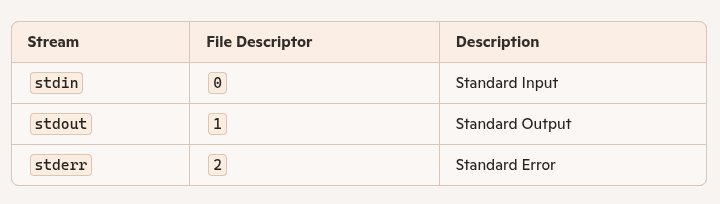 Stream File Descriptor Description
stdin 0 Standard Input
stdout 1 Standard Output
stderr 2 Standard Error